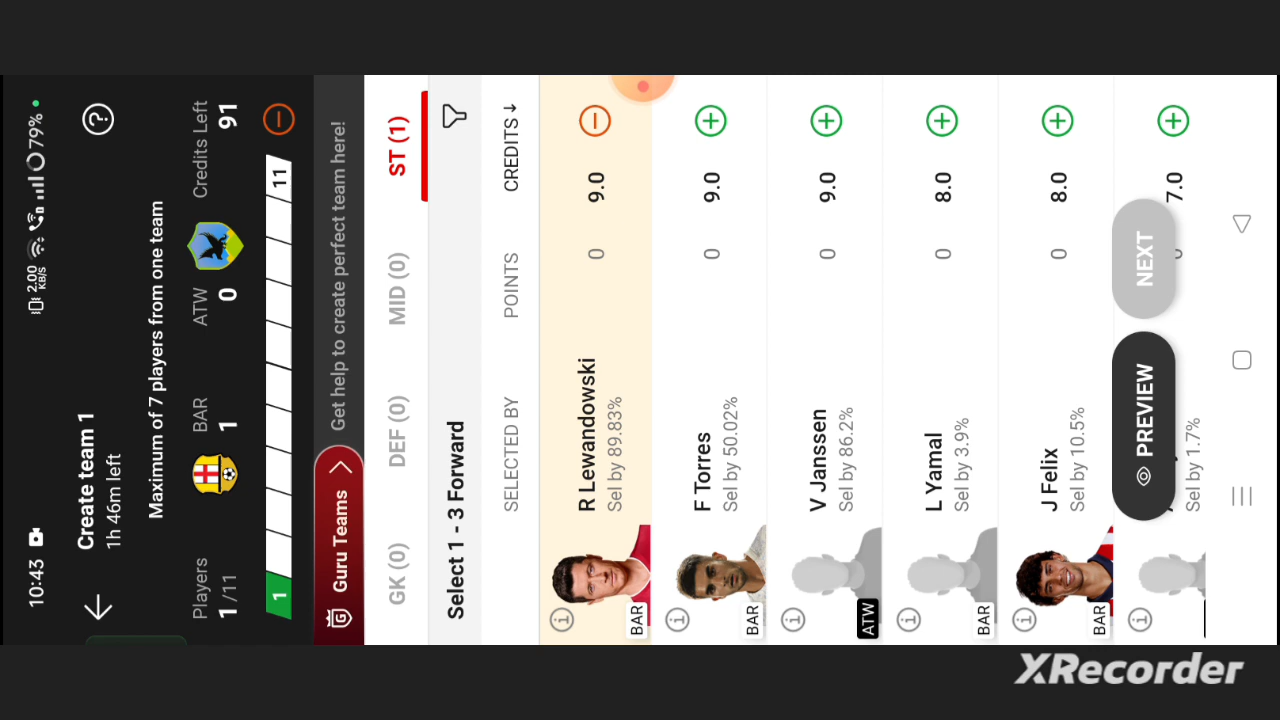 10:43 2.00 KB/S 79%
Create team 1
1h 46m left
Maximum of 7 players from one team
Players BAR ATW Credits Left
1/11 1 0 91
1 11
Guru Teams Get help to create perfect team here!
GK (0) DEF (0) MID (0) ST (1)
Select 1 - 3 Forward
SELECTED BY POINTS CREDITS
R Lewandowski 0 9.0
Sel by 89.83%
BAR
F Torres 0 9.0
Sel by 50.02%
BAR
V Janssen 0 9.0
Sel by 86.2%
ATW
L Yamal 0 8.0
Sel by 3.9%
BAR
J Felix 0 8.0
Sel by 10.5%
BAR
PREVIEW NEXT
7.0
Sel by 1.7%
XRecorder